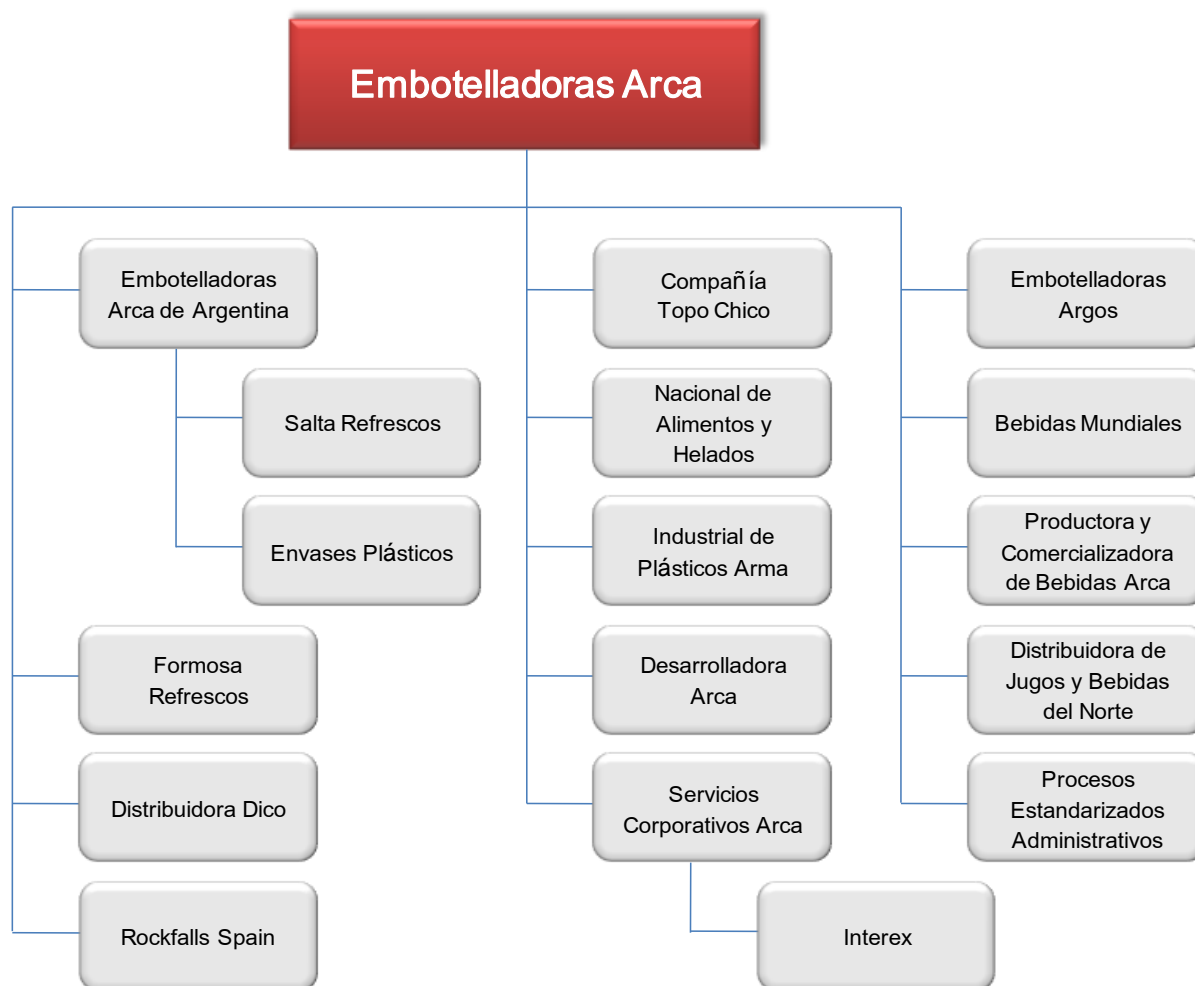 Embotelladoras Arca
Embotelladoras
Arca de Argentina
Salta Refrescos
Envases Plásticos
Formosa
Refrescos
Distribuidora Dico
Rockfalls Spain
Compañía
Topo Chico
Nacional de
Alimentos y
Helados
Industrial de
Plásticos Arma
Desarrolladora
Arca
Servicios
Corporativos Arca
Interex
Embotelladoras
Argos
Bebidas Mundiales
Productora y
Comercializadora
de Bebidas Arca
Distribuidora de
Jugos y Bebidas
del Norte
Procesos
Estandarizados
Administrativos